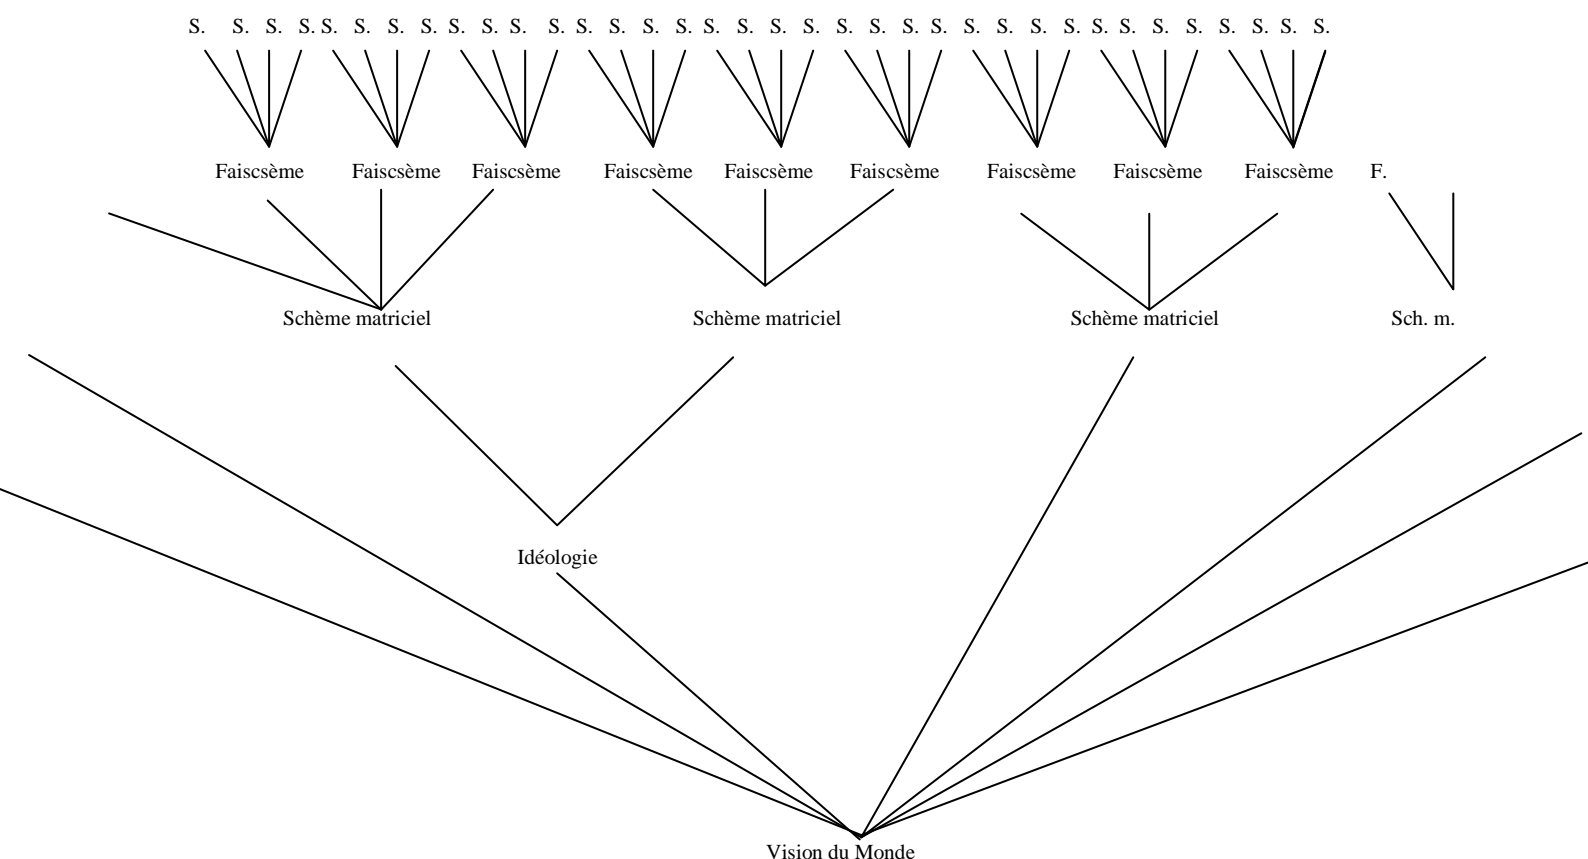 S. S. S. S. S. S. S. S. S. S. S. S. S. S. S. S. S. S. S. S. S. S. S. S. S. S. S. S. S. S. S. S. S. S. S. S.
Faiscsème Faiscsème Faiscsème Faiscsème Faiscsème Faiscsème Faiscsème Faiscsème Faiscsème F.
Schème matriciel Schème matriciel Schème matriciel Sch. m.
Idéologie
Vision du Monde